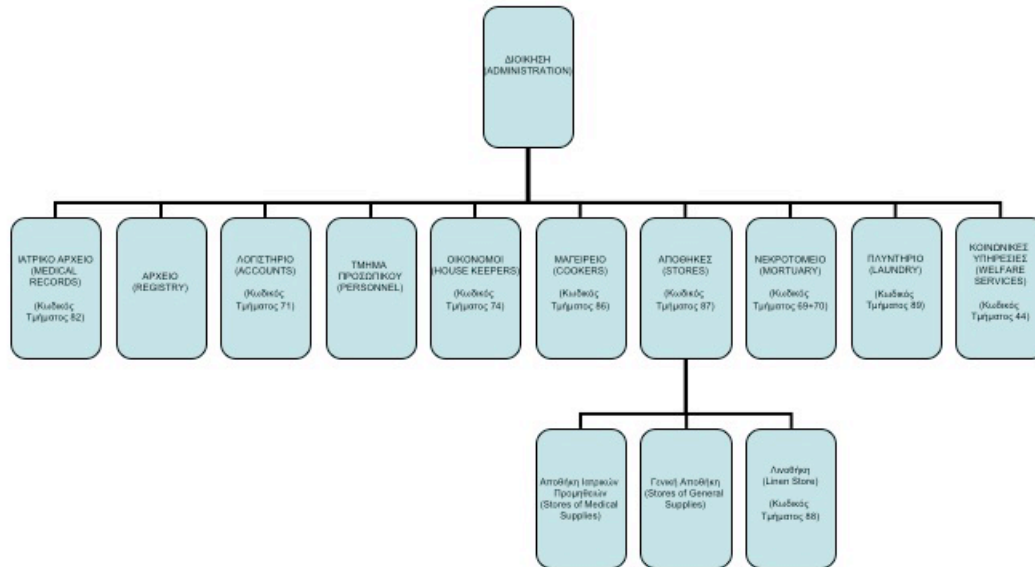 ΔΙΟΙΚΗΣΗ
(ADMINISTRATION)
ΙΑΤΡΙΚΟ ΑΡΧΕΙΟ
(MEDICAL
RECORDS)
(Κωδικός
Τμήματος 82)
ΑΡΧΕΙΟ
(REGISTRY)
ΛΟΓΙΣΤΗΡΙΟ
(ACCOUNTS)
(Κωδικός
Τμήματος 71)
ΤΜΗΜΑ
ΠΡΟΣΩΠΙΚΟΥ
(PERSONNEL)
ΟΙΚΟΝΟΜΟΙ
(HOUSE KEEPERS)
(Κωδικός
Τμήματος 74)
ΜΑΓΕΙΡΕΙΟ
(COOKERS)
(Κωδικός
Τμήματος 86)
ΑΠΟΘΗΚΕΣ
(STORES)
(Κωδικός
Τμήματος 87)
ΝΕΚΡΟΤΟΜΕΙΟ
(MORTUARY)
(Κωδικός
Τμήματος 69+70)
ΠΛΥΝΤΗΡΙΟ
(LAUNDRY)
(Κωδικός
Τμήματος 89)
ΚΟΙΝΩΝΙΚΕΣ
ΥΠΗΡΕΣΙΕΣ
(WELFARE
SERVICES)
(Κωδικός
Τμήματος 44)
Αποθήκη Ιατρικών
Προμηθειών
(Stores of Medical
Supplies)
Γενική Αποθήκη
(Stores of General
Supplies)
Λινοθήκη
(Linen Store)
(Κωδικός
Τμήματος 88)